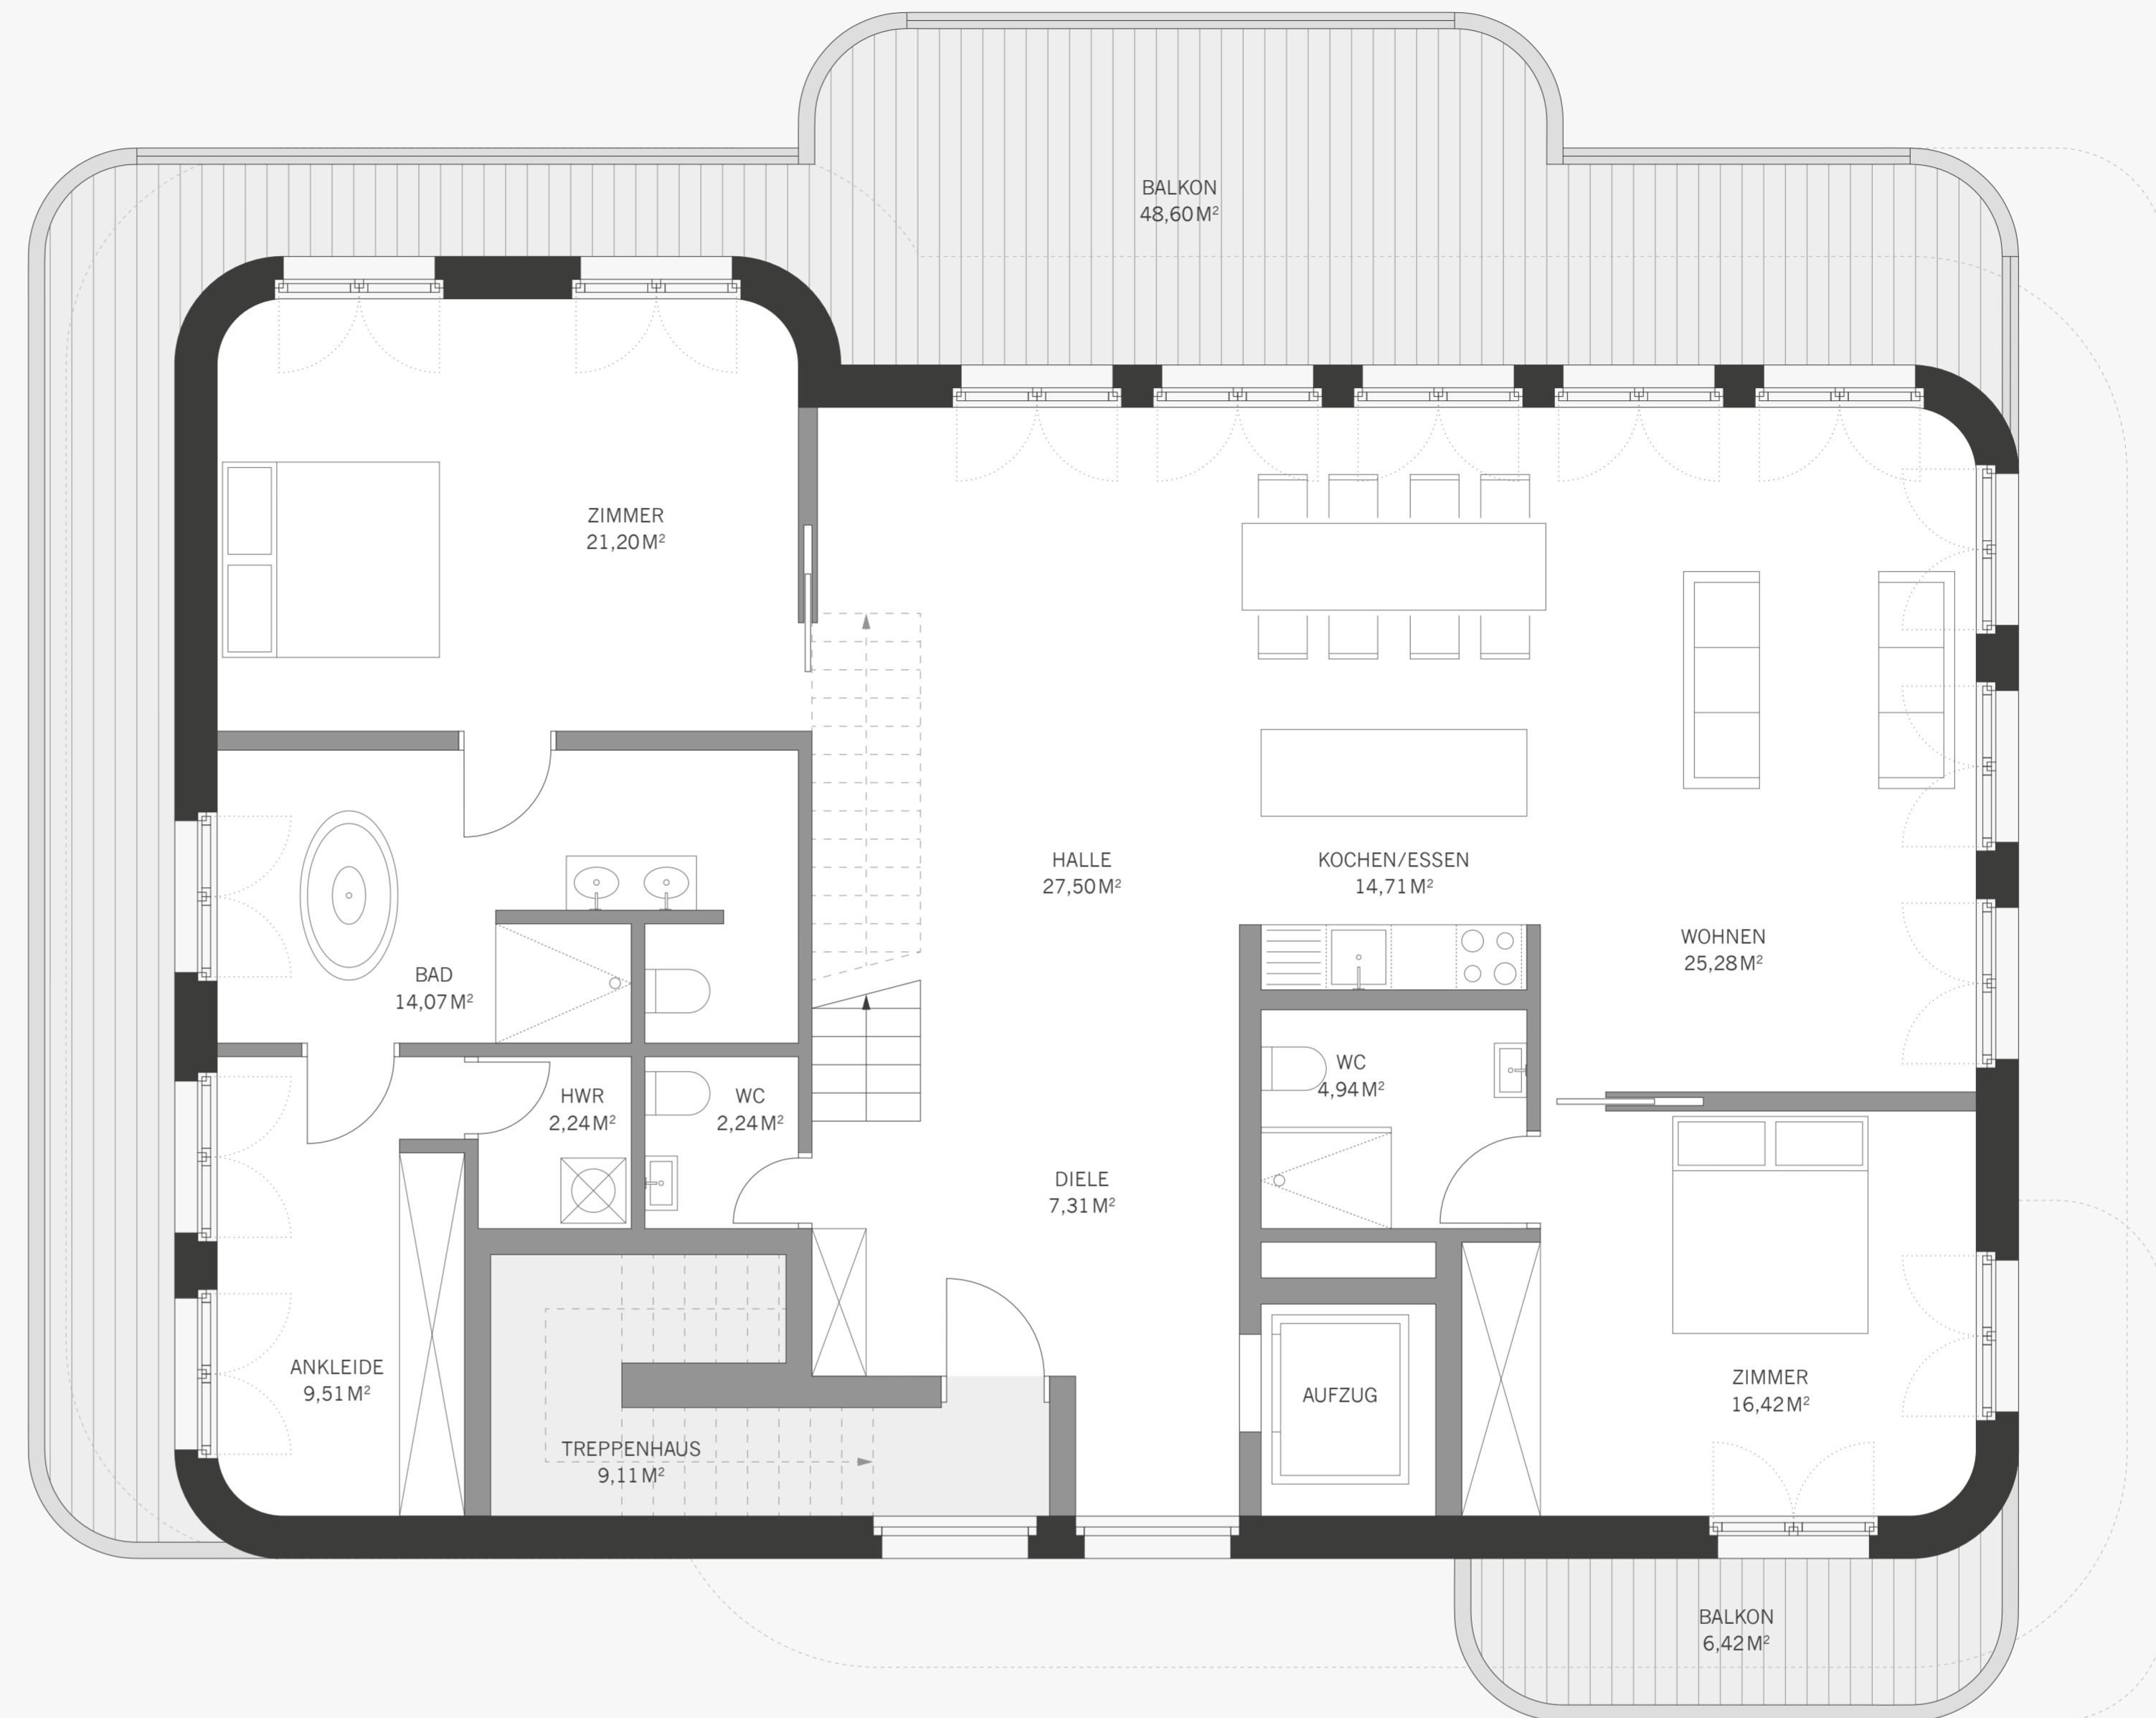 BALKON
48,60 M²
ZIMMER
21,20 M²
HALLE
27,50 M²
KOCHEN/ESSEN
14,71 M²
WOHNEN
25,28 M²
BAD
14,07 M²
HWR
2,24 M²
WC
2,24 M²
WC
4,94 M²
DIELE
7,31 M²
ANKLEIDE
9,51 M²
AUFZUG
ZIMMER
16,42 M²
TREPPENHAUS
9,11 M²
BALKON
6,42 M²